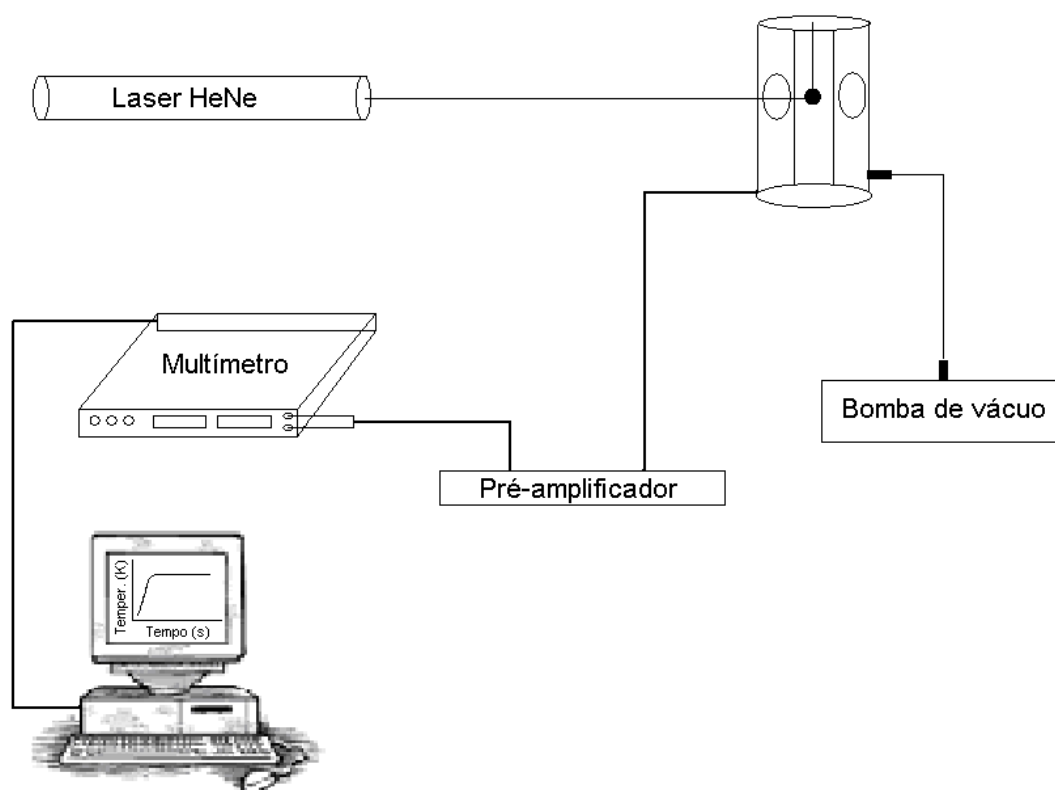 Laser HeNe
Multímetro
Bomba de vácuo
Pré-amplificador
Temper. (K)
Tempo (s)